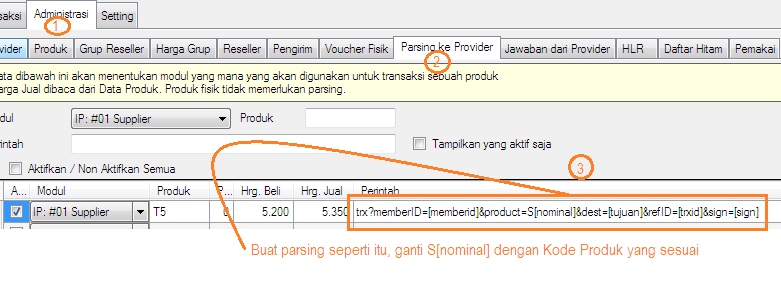 saksi Administrasi Setting
1
vider Produk Grup Reseller Harga Grup Reseller Pengirim Voucher Fisik Parsing ke Provider Jawaban dari Provider HLR Daftar Hitam Pemakai
2
ata dibawah ini akan menentukan modul yang mana yang akan digunakan untuk transaksi sebuah produk
arga Jual dibaca dari Data Produk. Produk fisik tidak memerlukan parsing.
dul IP: #01 Supplier Produk
rintah Tampilkan yang aktif saja
Aktifkan / Non Aktifkan Semua
3
A... Modul Produk P... Hrg. Beli Hrg. Jual Perintah
IP: #01 Supplier T5 0 5.200 5.350 trx?memberID=[memberid]&product=S[nominal]&dest=[tujuan]&refID=[trxid]&sign=[sign]
Buat parsing seperti itu, ganti S[nominal] dengan Kode Produk yang sesuai